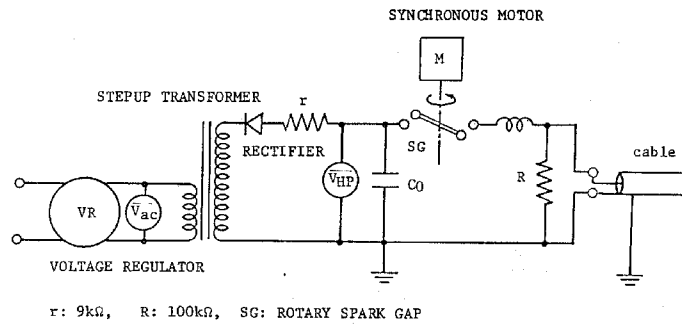 SYNCHRONOUS MOTOR
M
STEPUP TRANSFORMER
r
RECTIFIER
SG
cable
VR
Vac
VHP
C0
R
VOLTAGE REGULATOR
r: 9kΩ, R: 100kΩ, SG: ROTARY SPARK GAP